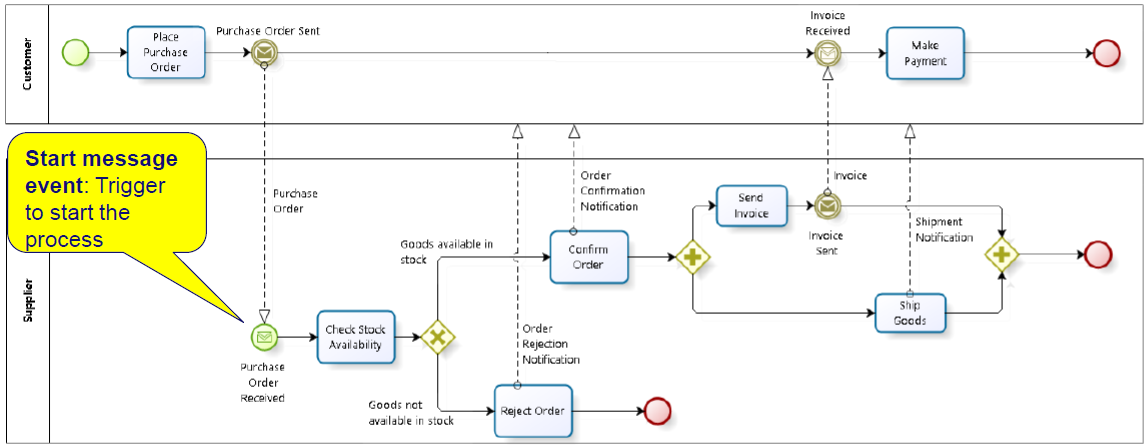 Customer
Place
Purchase
Order
Purchase Order Sent
Invoice
Received
Make
Payment
Start message
event: Trigger
to start the
process
Supplier
Purchase
Order
Purchase
Order
Received
Check Stock
Availability
Goods available in
stock
Goods not
available in stock
Order
Confirmation
Notification
Confirm
Order
Order
Rejection
Notification
Reject Order
Send
Invoice
Invoice
Invoice
Sent
Shipment
Notification
Ship
Goods